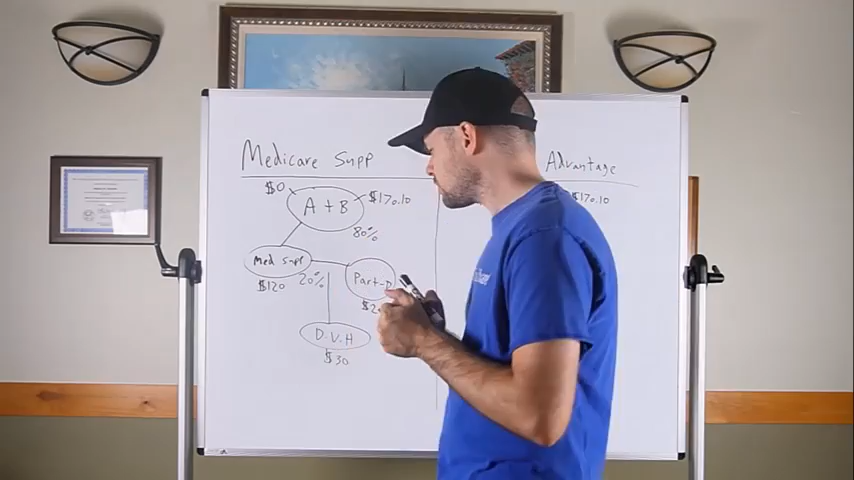 Medicare Supp
Advantage
$0
A + B
$170.10
$170.10
80%
Med Supp
20%
Part-D
$120
D.V.H
$30